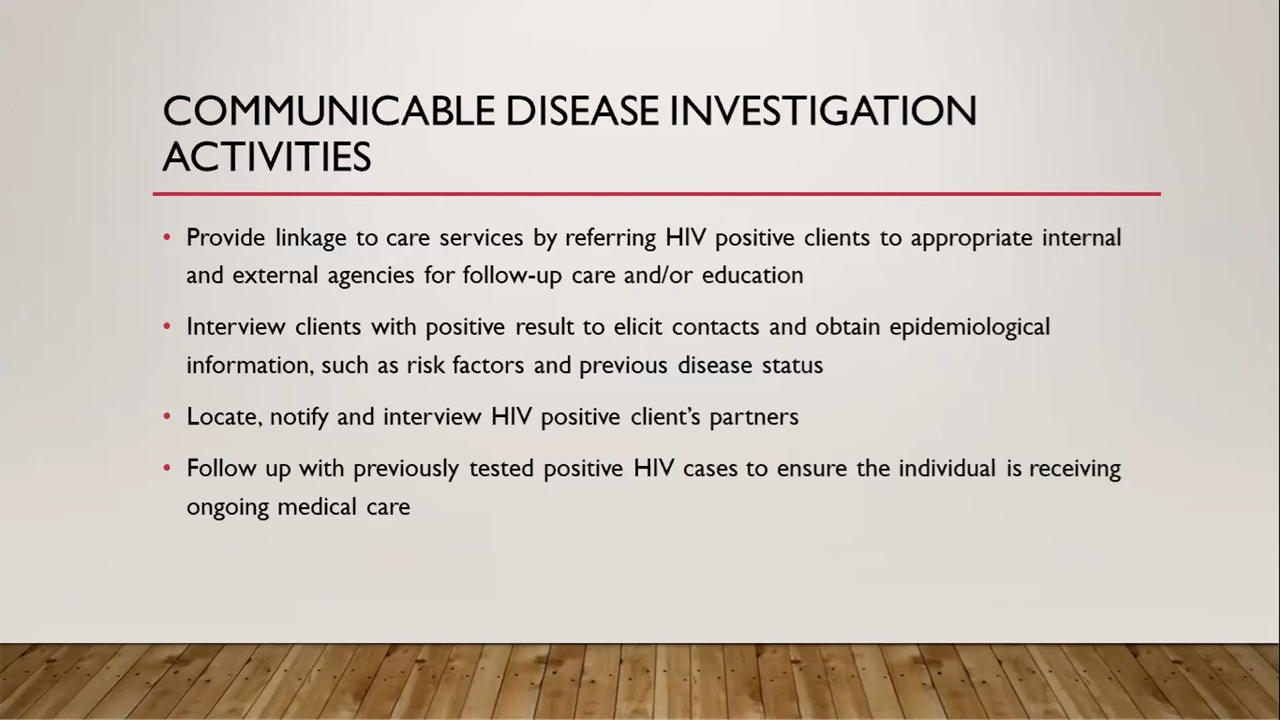 COMMUNICABLE DISEASE INVESTIGATION
ACTIVITIES
• Provide linkage to care services by referring HIV positive clients to appropriate internal
and external agencies for follow-up care and/or education
• Interview clients with positive result to elicit contacts and obtain epidemiological
information, such as risk factors and previous disease status
• Locate, notify and interview HIV positive client’s partners
• Follow up with previously tested positive HIV cases to ensure the individual is receiving
ongoing medical care